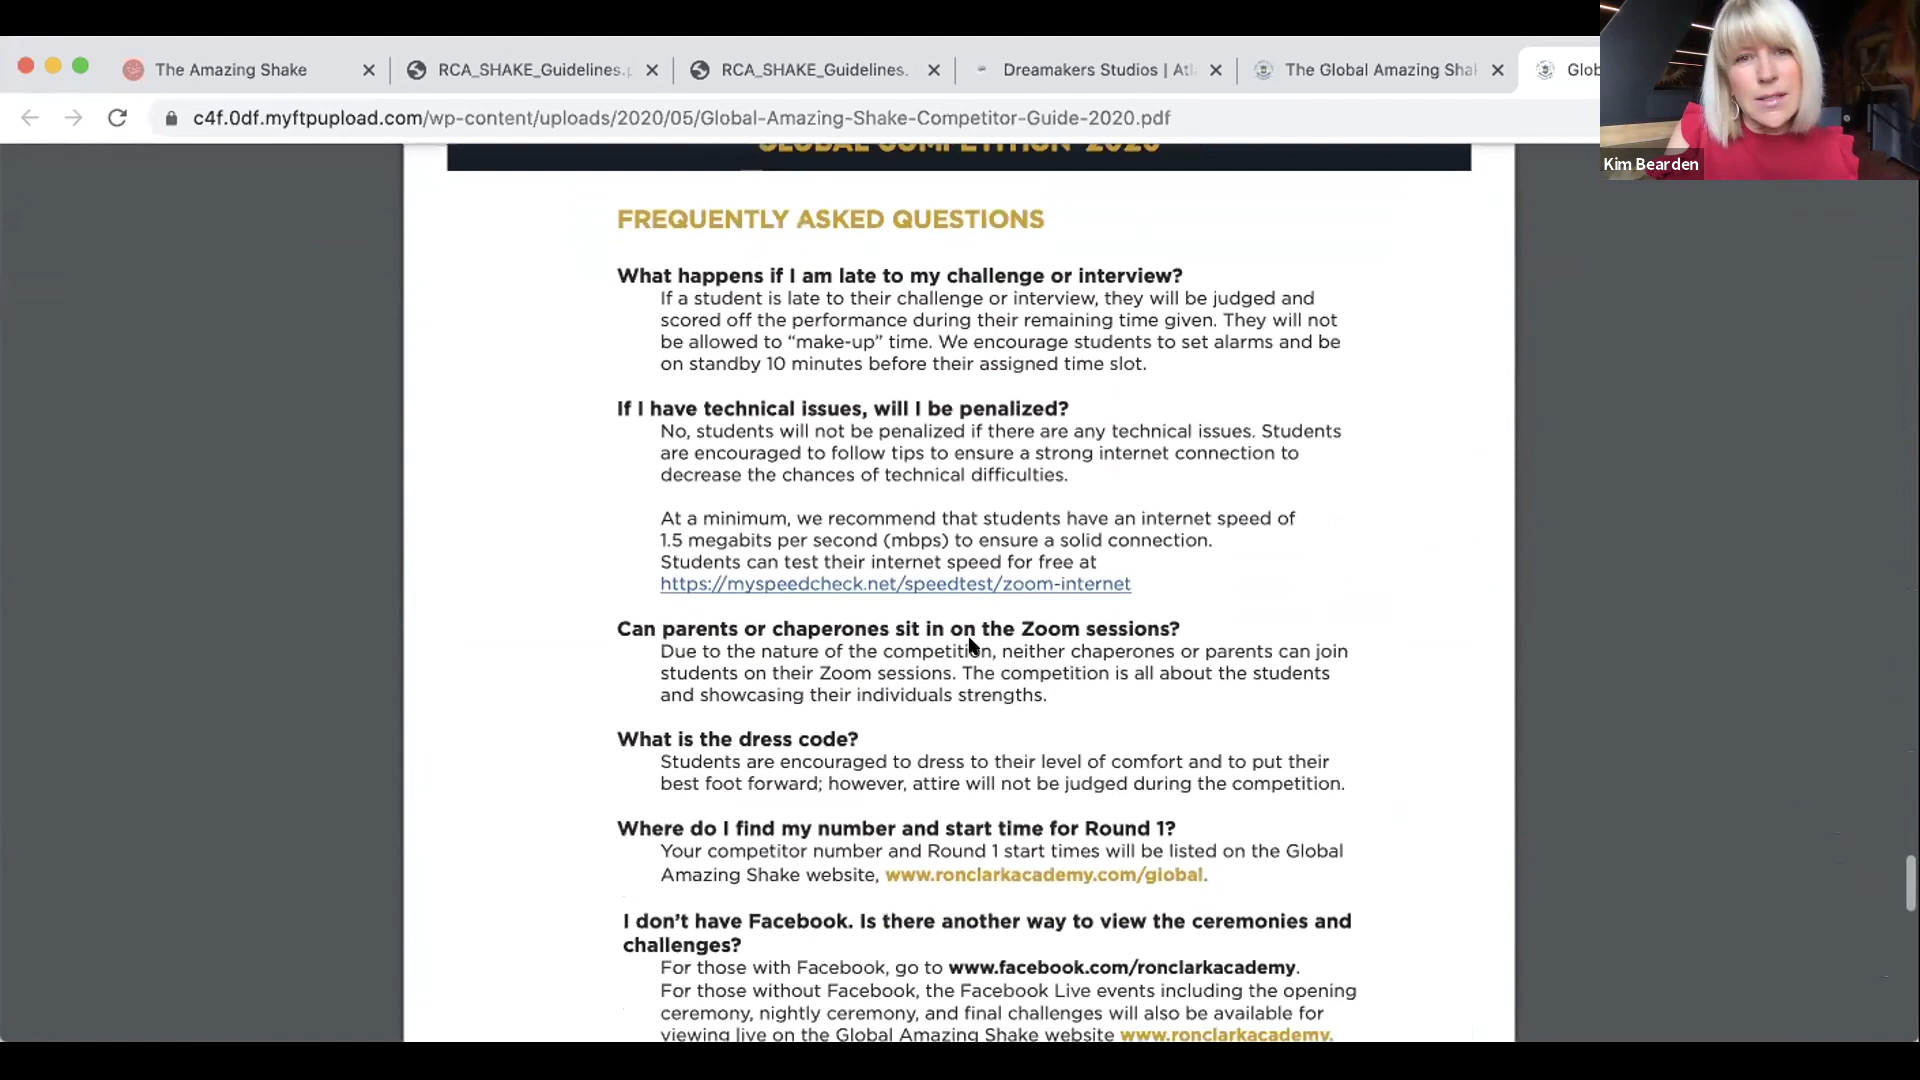 The Amazing Shake
RCA_SHAKE_Guidelines.p
RCA_SHAKE_Guidelines.
Dreamakers Studios | Atl
The Global Amazing Shak
Glob
c4f.0df.myftpupload.com/wp-content/uploads/2020/05/Global-Amazing-Shake-Competitor-Guide-2020.pdf
Kim Bearden
GLOBAL COMPETITION 2020
FREQUENTLY ASKED QUESTIONS
What happens if I am late to my challenge or interview?
If a student is late to their challenge or interview, they will be judged and
scored off the performance during their remaining time given. They will not
be allowed to “make-up” time. We encourage students to set alarms and be
on standby 10 minutes before their assigned time slot.
If I have technical issues, will I be penalized?
No, students will not be penalized if there are any technical issues. Students
are encouraged to follow tips to ensure a strong internet connection to
decrease the chances of technical difficulties.
At a minimum, we recommend that students have an internet speed of
1.5 megabits per second (mbps) to ensure a solid connection.
Students can test their internet speed for free at
https://myspeedcheck.net/speedtest/zoom-internet
Can parents or chaperones sit in on the Zoom sessions?
Due to the nature of the competition, neither chaperones or parents can join
students on their Zoom sessions. The competition is all about the students
and showcasing their individuals strengths.
What is the dress code?
Students are encouraged to dress to their level of comfort and to put their
best foot forward; however, attire will not be judged during the competition.
Where do I find my number and start time for Round 1?
Your competitor number and Round 1 start times will be listed on the Global
Amazing Shake website, www.ronclarkacademy.com/global.
I don’t have Facebook. Is there another way to view the ceremonies and
challenges?
For those with Facebook, go to www.facebook.com/ronclarkacademy.
For those without Facebook, the Facebook Live events including the opening
ceremony, nightly ceremony, and final challenges will also be available for
viewing live on the Global Amazing Shake website www.ronclarkacademy.